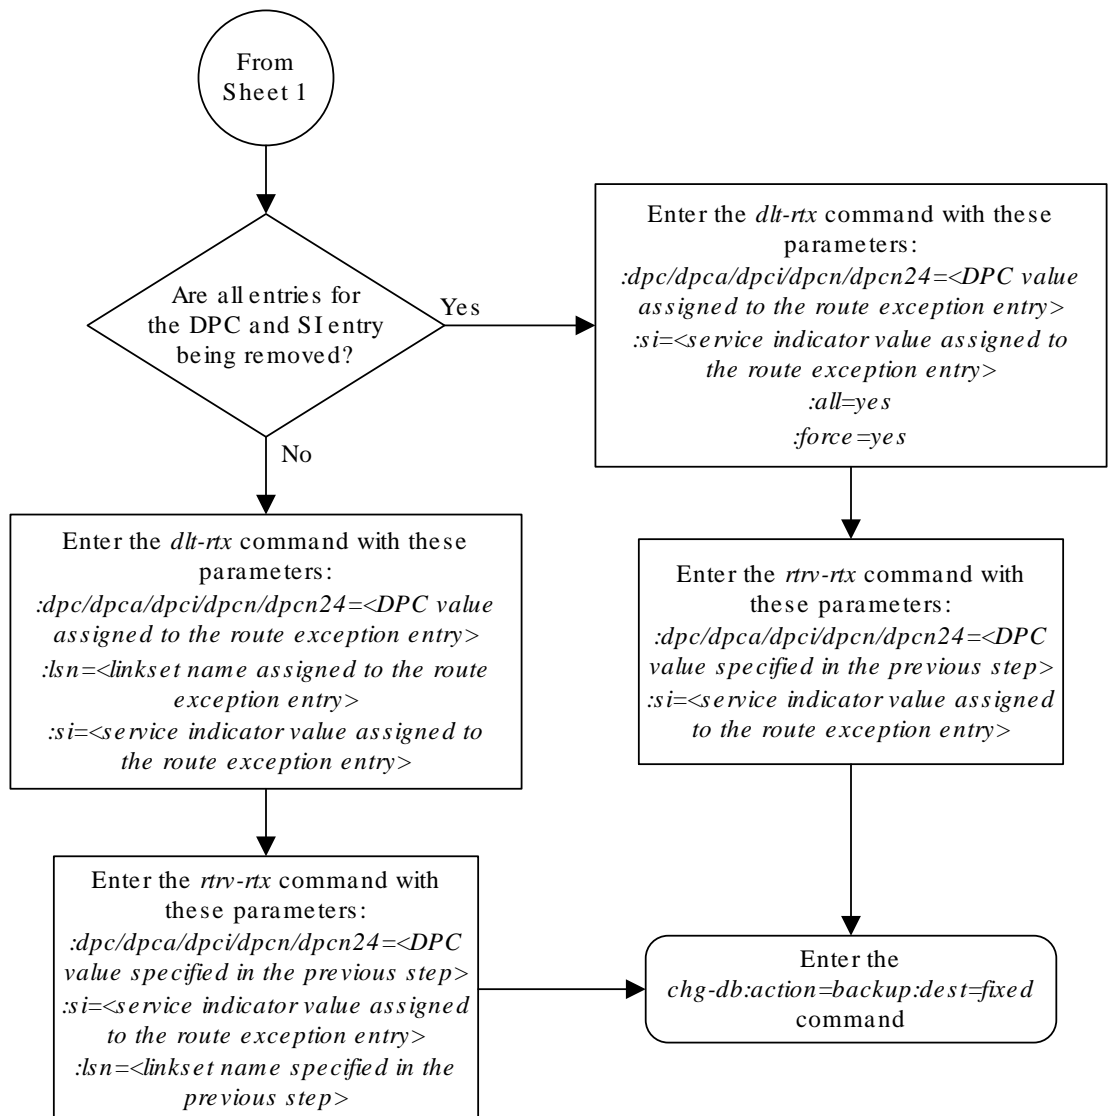 From
Sheet 1
Are all entries for
the DPC and SI entry
being removed?
Yes
No
Enter the dlt-rtx command with these
parameters:
:dpc/dpca/dpci/dpcn/dpcn24=<DPC value
assigned to the route exception entry>
:si=<service indicator value assigned to
the route exception entry>
:all=yes
:force=yes
Enter the dlt-rtx command with these
parameters:
:dpc/dpca/dpci/dpcn/dpcn24=<DPC value
assigned to the route exception entry>
:lsn=<linkset name assigned to the route
exception entry>
:si=<service indicator value assigned to
the route exception entry>
Enter the rtrv-rtx command with
these parameters:
:dpc/dpca/dpci/dpcn/dpcn24=<DPC
value specified in the previous step>
:si=<service indicator value assigned
to the route exception entry>
Enter the rtrv-rtx command with
these parameters:
:dpc/dpca/dpci/dpcn/dpcn24=<DPC
value specified in the previous step>
:si=<service indicator value assigned
to the route exception entry>
:lsn=<linkset name specified in the
previous step>
Enter the
chg-db:action=backup:dest=fixed
command